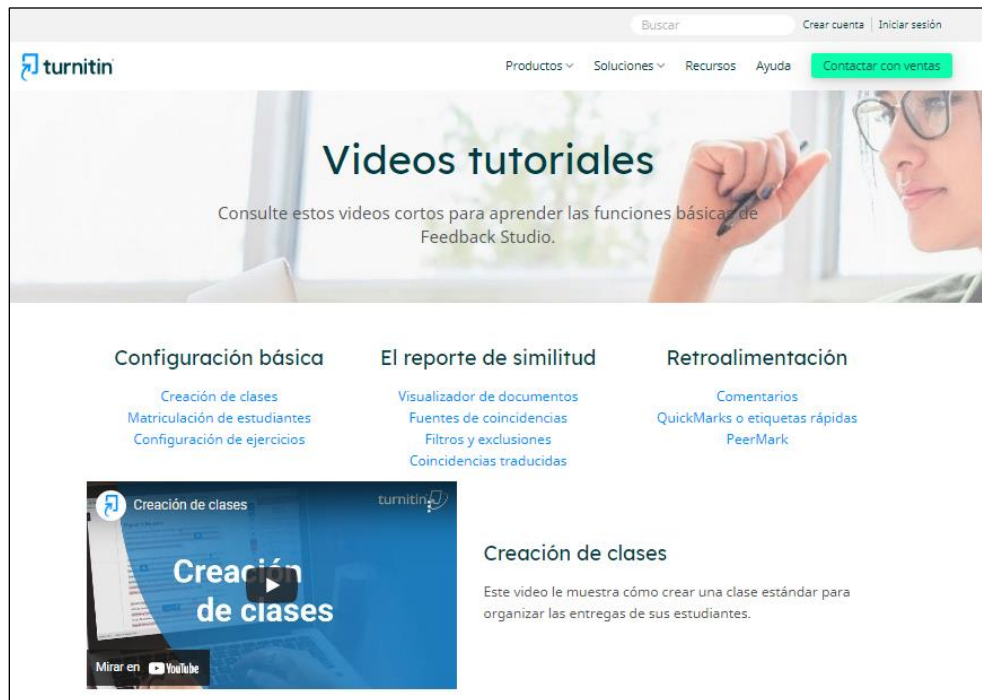 Buscar
Crear cuenta
Iniciar sesión
turnitin
Productos
Soluciones
Recursos
Ayuda
Contactar con ventas
Videos tutoriales
Consulte estos videos cortos para aprender las funciones básicas de
Feedback Studio.
Configuración básica
Creación de clases
Matriculación de estudiantes
Configuración de ejercicios
El reporte de similitud
Visualizador de documentos
Fuentes de coincidencias
Filtros y exclusiones
Coincidencias traducidas
Retroalimentación
Comentarios
QuickMarks o etiquetas rápidas
PeerMark
Creación de clases
turnitin
Creación
de clases
Mirar en YouTube
Creación de clases
Este video le muestra cómo crear una clase estándar para
organizar las entregas de sus estudiantes.